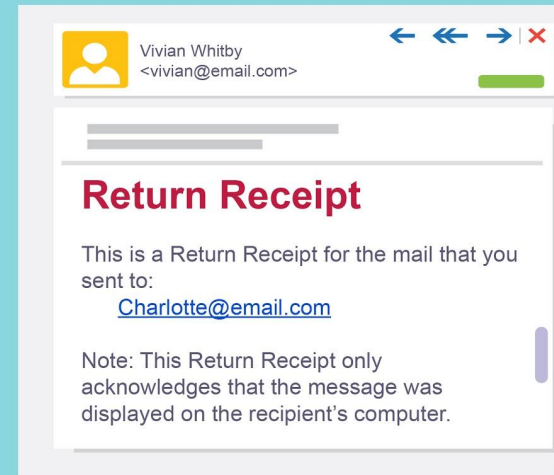 Vivian Whitby
<vivian@email.com>
Return Receipt
This is a Return Receipt for the mail that you
sent to:
Charlotte@email.com
Note: This Return Receipt only
acknowledges that the message was
displayed on the recipient's computer.